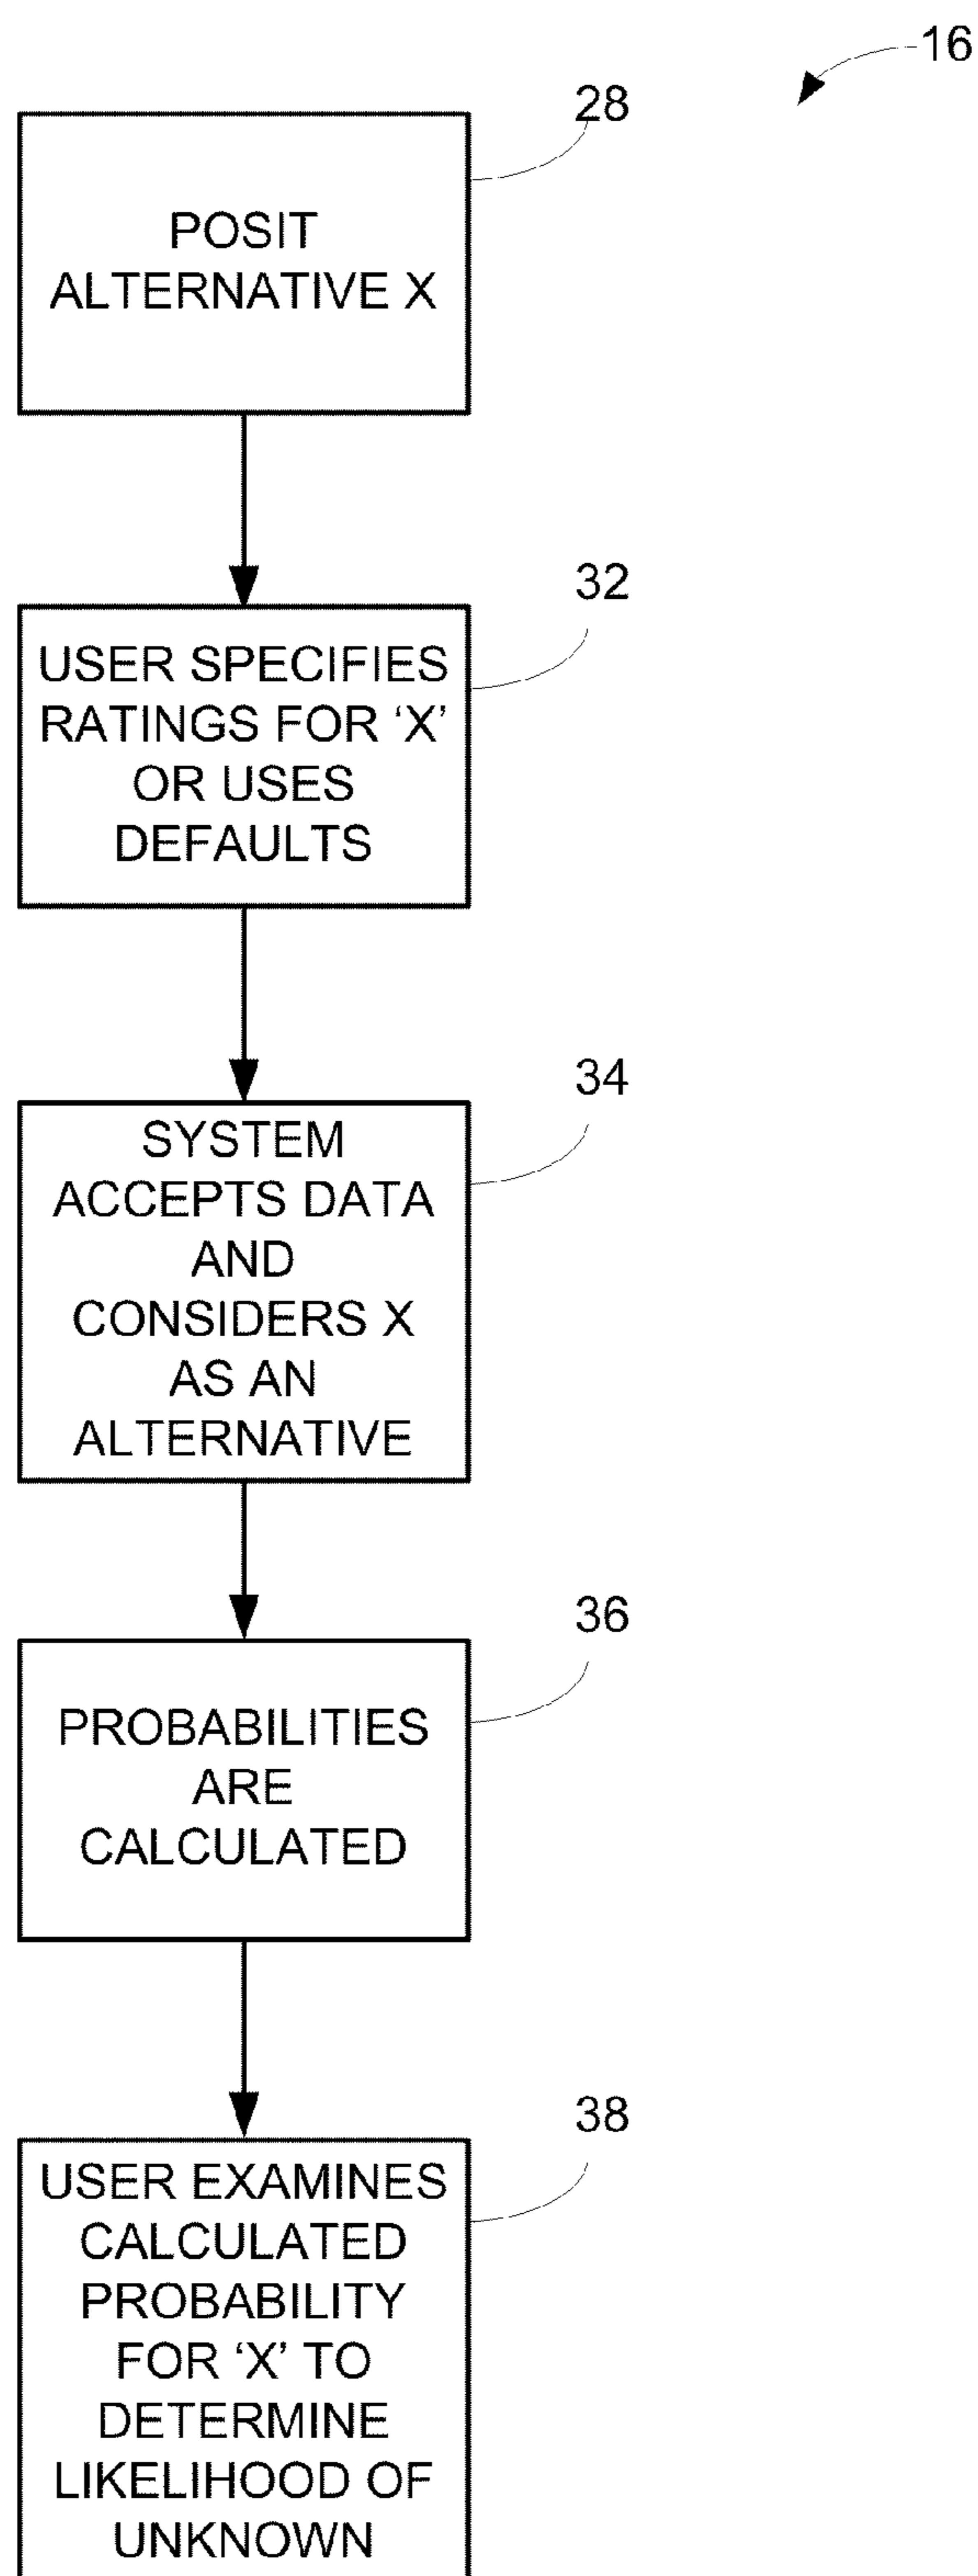 16
28
POSIT
ALTERNATIVE X
32
USER SPECIFIES
RATINGS FOR ‘X’
OR USES
DEFAULTS
34
SYSTEM
ACCEPTS DATA
AND
CONSIDERS X
AS AN
ALTERNATIVE
36
PROBABILITIES
ARE
CALCULATED
38
USER EXAMINES
CALCULATED
PROBABILITY
FOR ‘X’ TO
DETERMINE
LIKELIHOOD OF
UNKNOWN